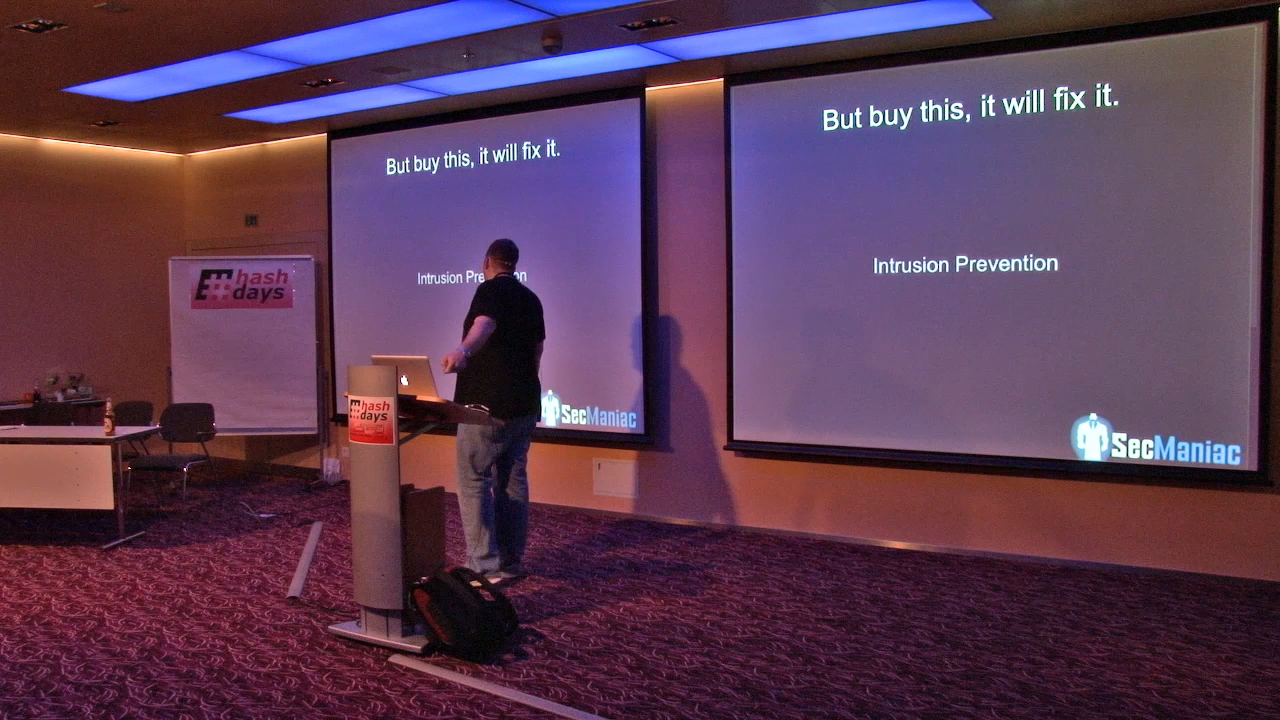 But buy this, it will fix it.
Intrusion Pre on
SecManiac
But buy this, it will fix it.
Intrusion Prevention
SecManiac
#hash
days
#hash
days